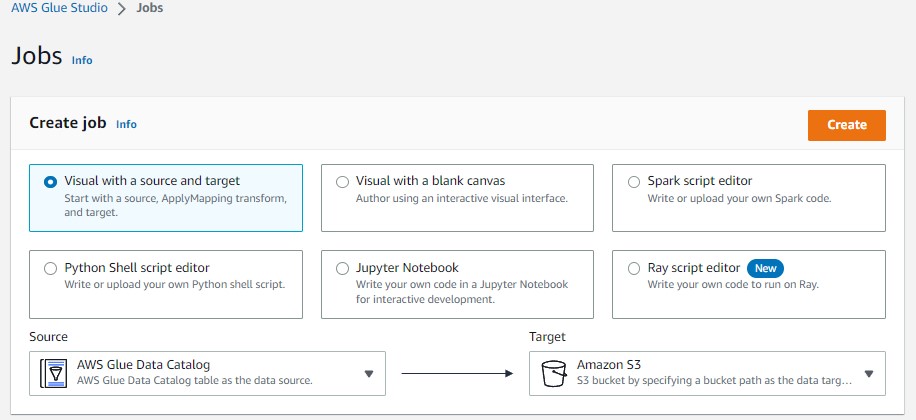 AWS Glue Studio > Jobs
Jobs Info
Create job Info
Create
Visual with a source and target
Start with a source, ApplyMapping transform,
and target.
Visual with a blank canvas
Author using an interactive visual interface.
Spark script editor
Write or upload your own Spark code.
Python Shell script editor
Write or upload your own Python shell script.
Jupyter Notebook
Write your own code in a Jupyter Notebook
for interactive development.
Ray script editor New
Write your own code to run on Ray.
Source
AWS Glue Data Catalog
AWS Glue Data Catalog table as the data source.
Target
Amazon S3
S3 bucket by specifying a bucket path as the data targ...